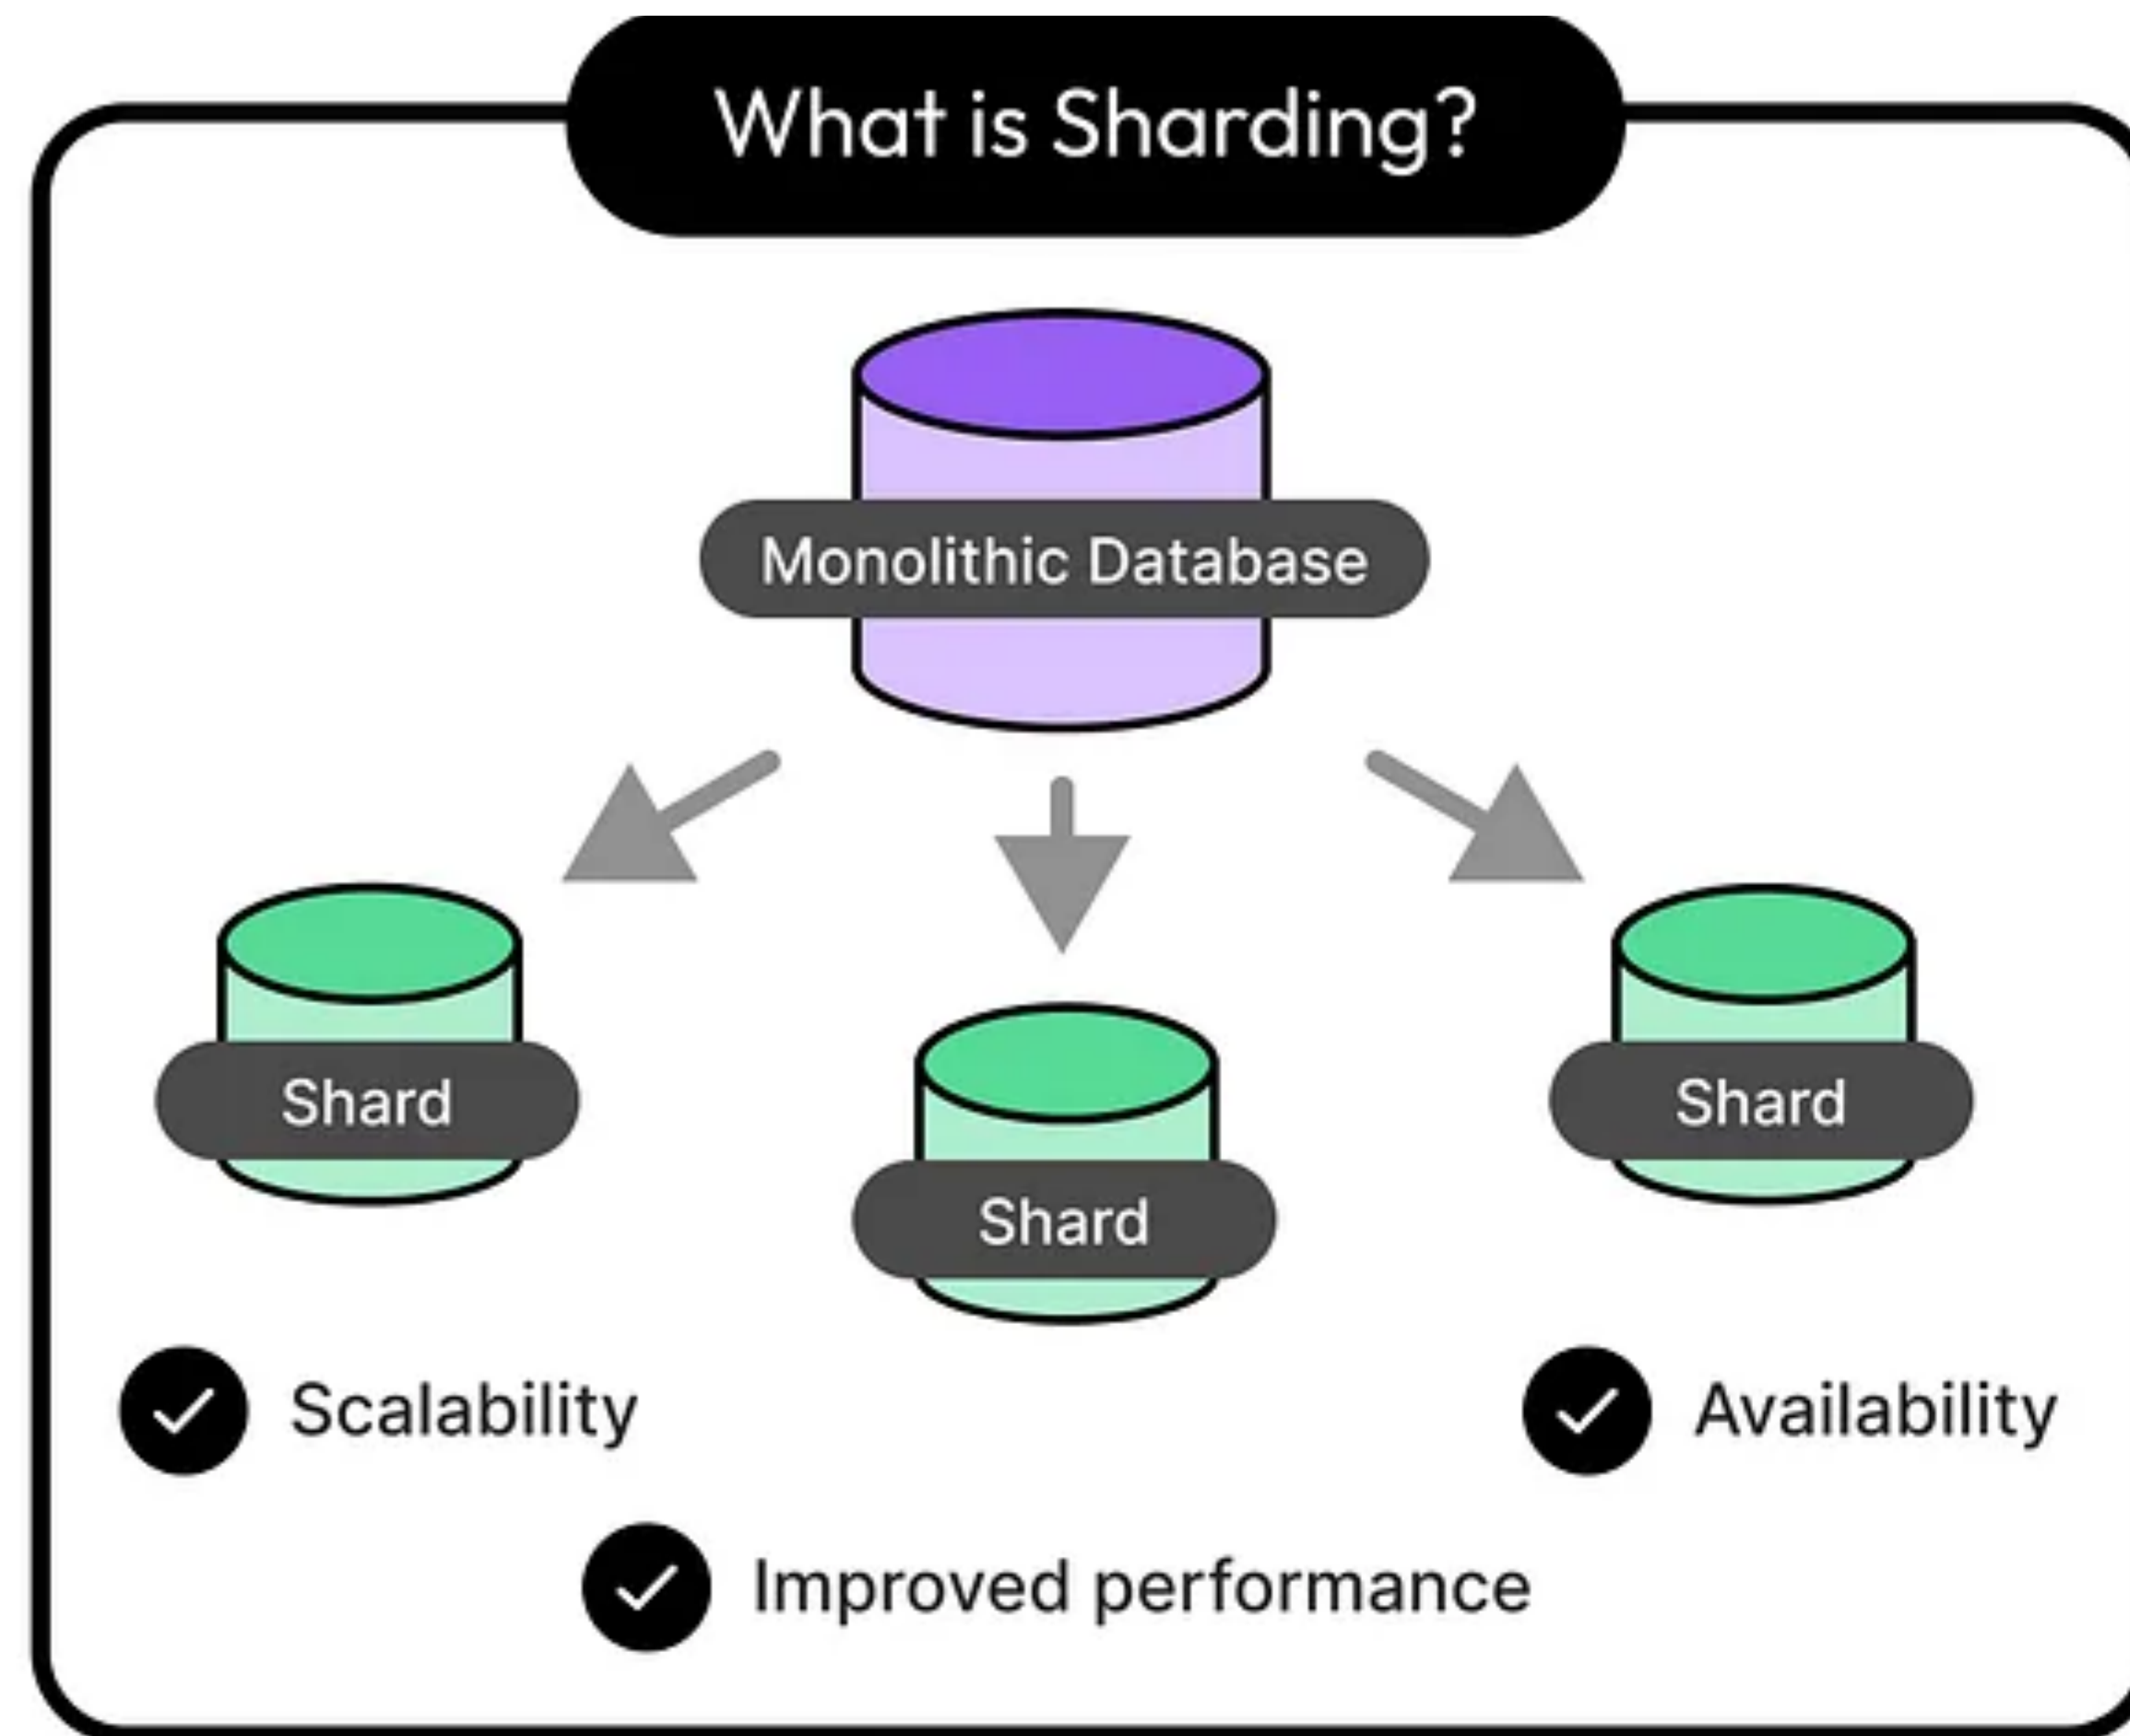 What is Sharding?
Monolithic Database
Shard
Shard
Shard
Scalability
Availability
Improved performance